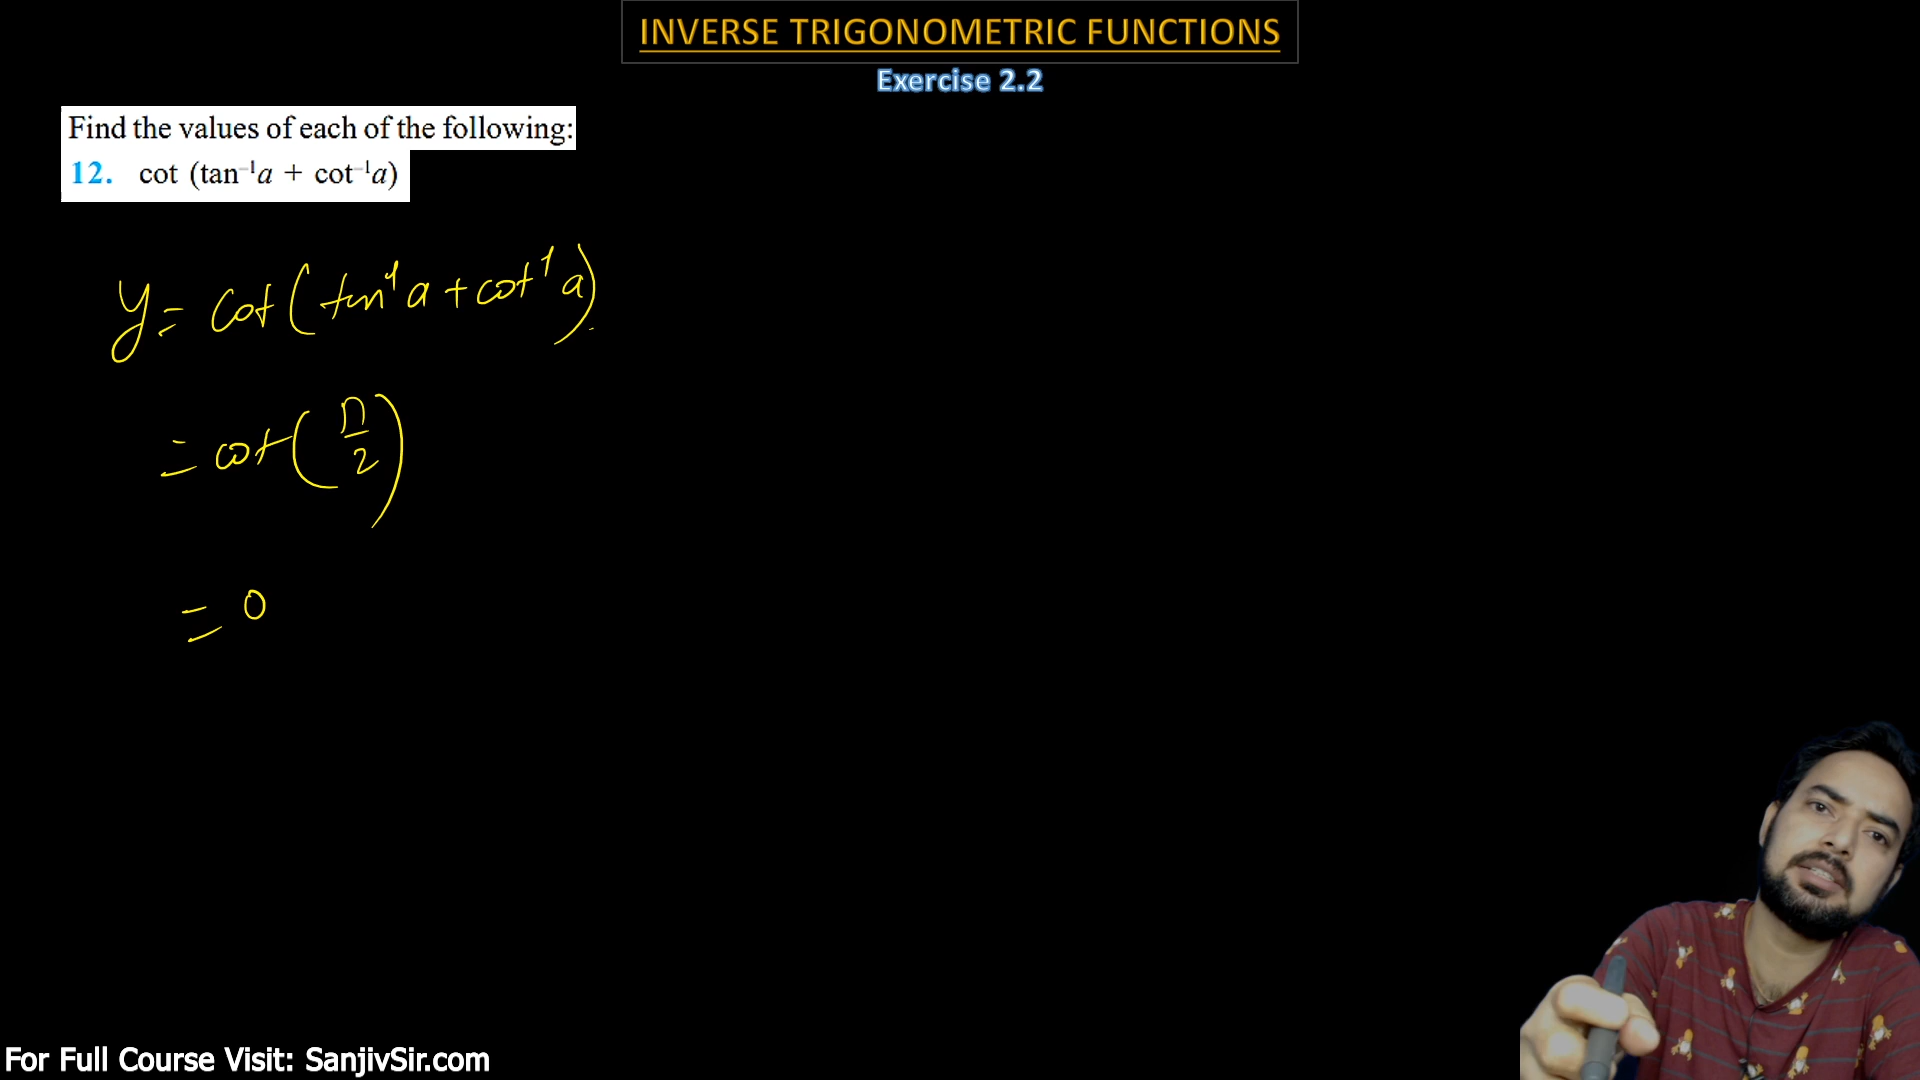 INVERSE TRIGONOMETRIC FUNCTIONS
Exercise 2.2
Find the values of each of the following:
12. cot (tan⁻¹a + cot⁻¹a)
y = cot(tan⁻¹a + cot⁻¹a)
= cot(π/2)
= 0
For Full Course Visit: SanjivSir.com